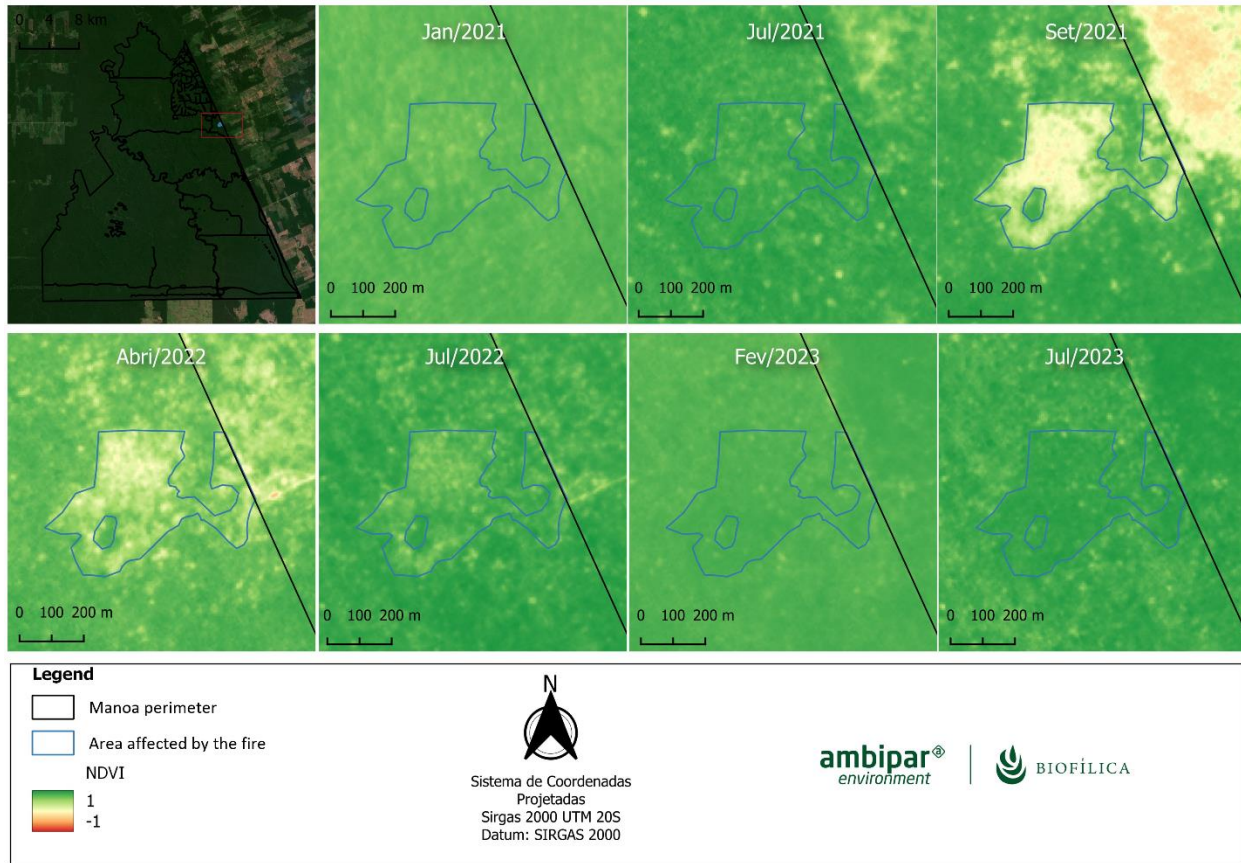 0 4 8 km
Jan/2021
Jul/2021
Set/2021
0 100 200 m
0 100 200 m
0 100 200 m
Abri/2022
Jul/2022
Fev/2023
Jul/2023
0 100 200 m
0 100 200 m
0 100 200 m
0 100 200 m
Legend
Manoa perimeter
Area affected by the fire
NDVI
1
-1
N
Sistema de Coordenadas
Projetadas
Sirgas 2000 UTM 20S
Datum: SIRGAS 2000
ambipar
environment
BIOFÍLICA